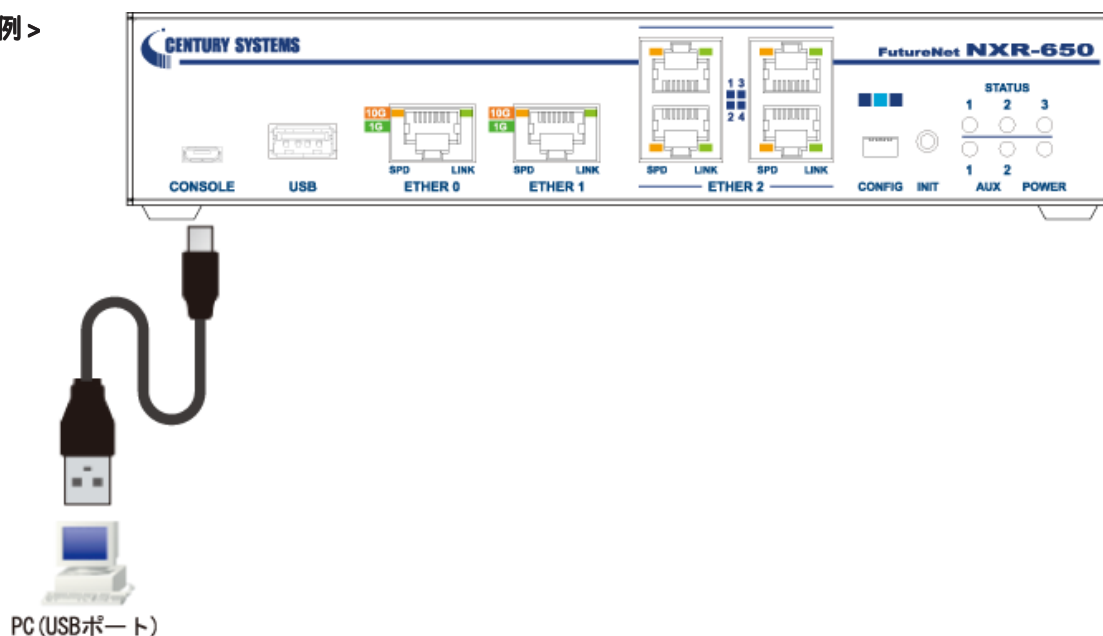 例>
CENTURY SYSTEMS
FutureNet NXR-650
STATUS
1 2 3
1 3
2 4
10G
1G
10G
1G
SPD LINK
SPD LINK
SPD LINK
SPD LINK
1 2
CONSOLE
USB
ETHER 0
ETHER 1
ETHER 2
CONFIG
INIT
AUX
POWER
PC(USBポート)